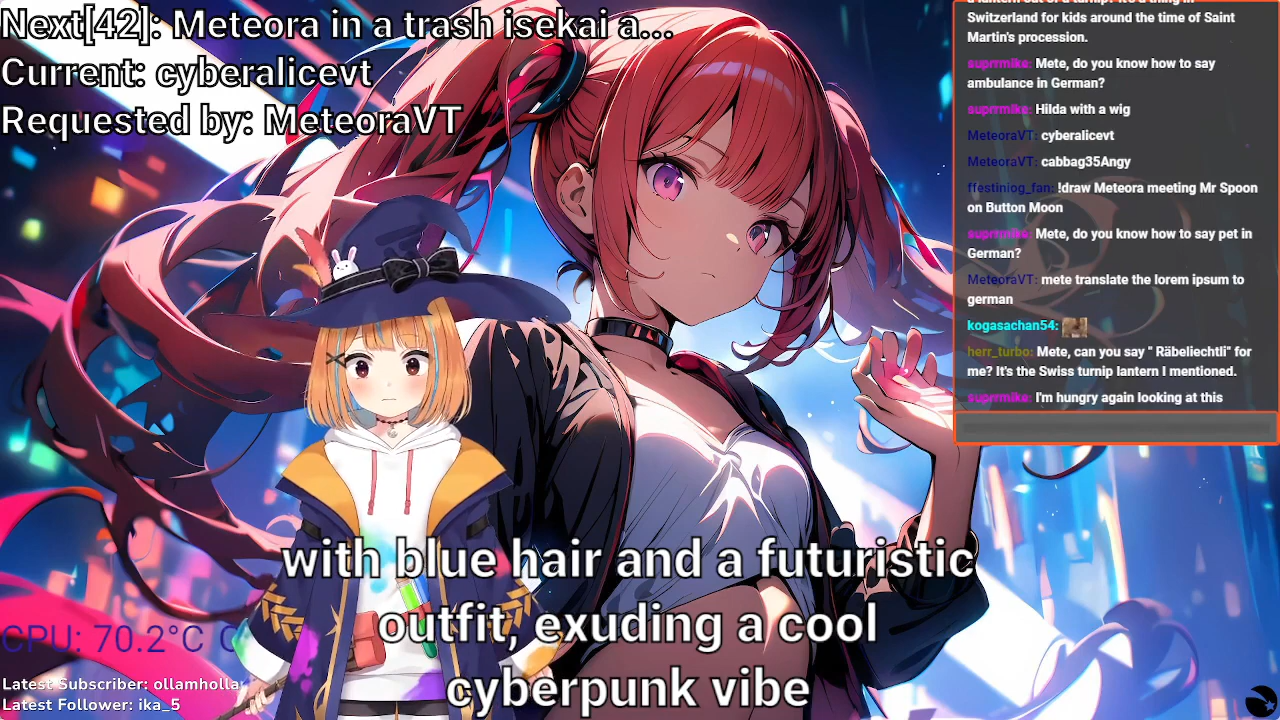 Next[42]: Meteora in a trash isekai a...
Current: cyberalicevt
Requested by: MeteoraVT
Switzerland for kids around the time of Saint
Martin's procession.
suprrmike: Mete, do you know how to say
ambulance in German?
suprrmike: Hilda with a wig
MeteoraVT: cyberalicevt
MeteoraVT: cabbag35Angy
ffestiniog_fan: !draw Meteora meeting Mr Spoon
on Button Moon
suprrmike: Mete, do you know how to say pet in
German?
MeteoraVT: mete translate the lorem ipsum to
german
kogasachan54:
herr_turbo: Mete, can you say " Räbeliechtli" for
me? It's the Swiss turnip lantern I mentioned.
suprrmike: I'm hungry again looking at this
with blue hair and a futuristic
outfit, exuding a cool
cyberpunk vibe
CPU: 70.2°C
Latest Subscriber: ollamholla
Latest Follower: ika_5